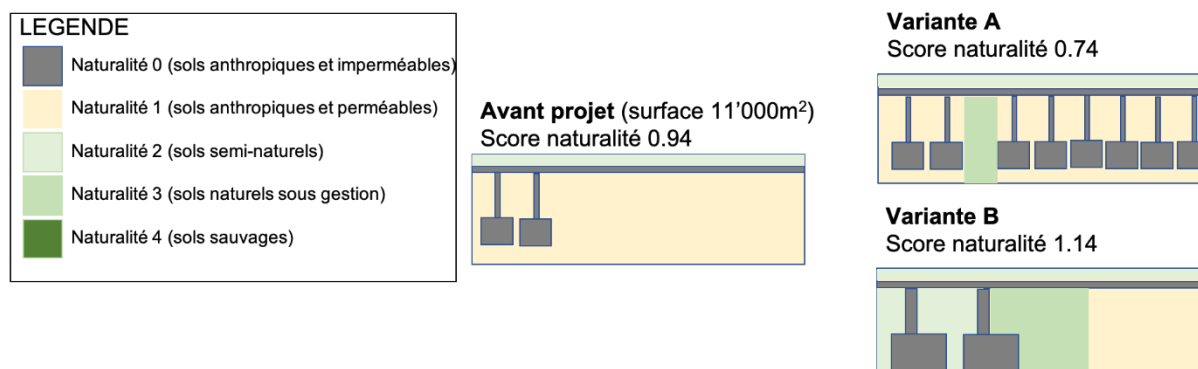 LEGENDE
Naturalité 0 (sols anthropiques et imperméables)
Naturalité 1 (sols anthropiques et perméables)
Naturalité 2 (sols semi-naturels)
Naturalité 3 (sols naturels sous gestion)
Naturalité 4 (sols sauvages)
Avant projet (surface 11’000m²)
Score naturalité 0.94
Variante A
Score naturalité 0.74
Variante B
Score naturalité 1.14